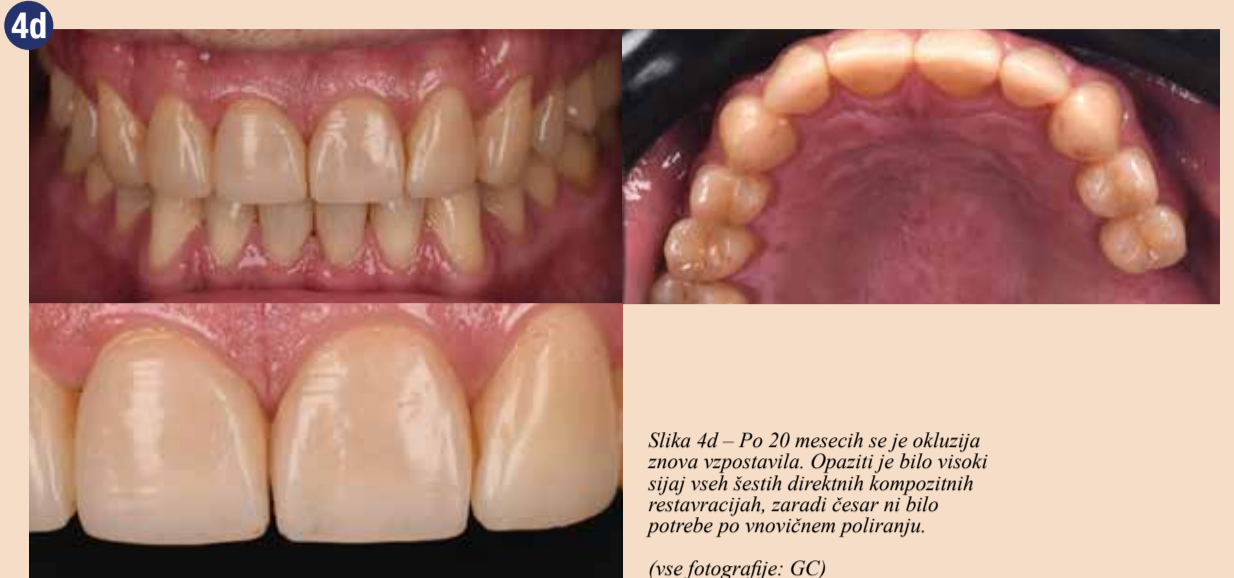 4d
Slika 4d – Po 20 mesecih se je okluzija
znova vzpostavila. Opaziti je bilo visoki
sijaj vseh šestih direktnih kompozitnih
restavracijah, zaradi česar ni bilo
potrebe po vnovičnem poliranju.
(vse fotografije: GC)